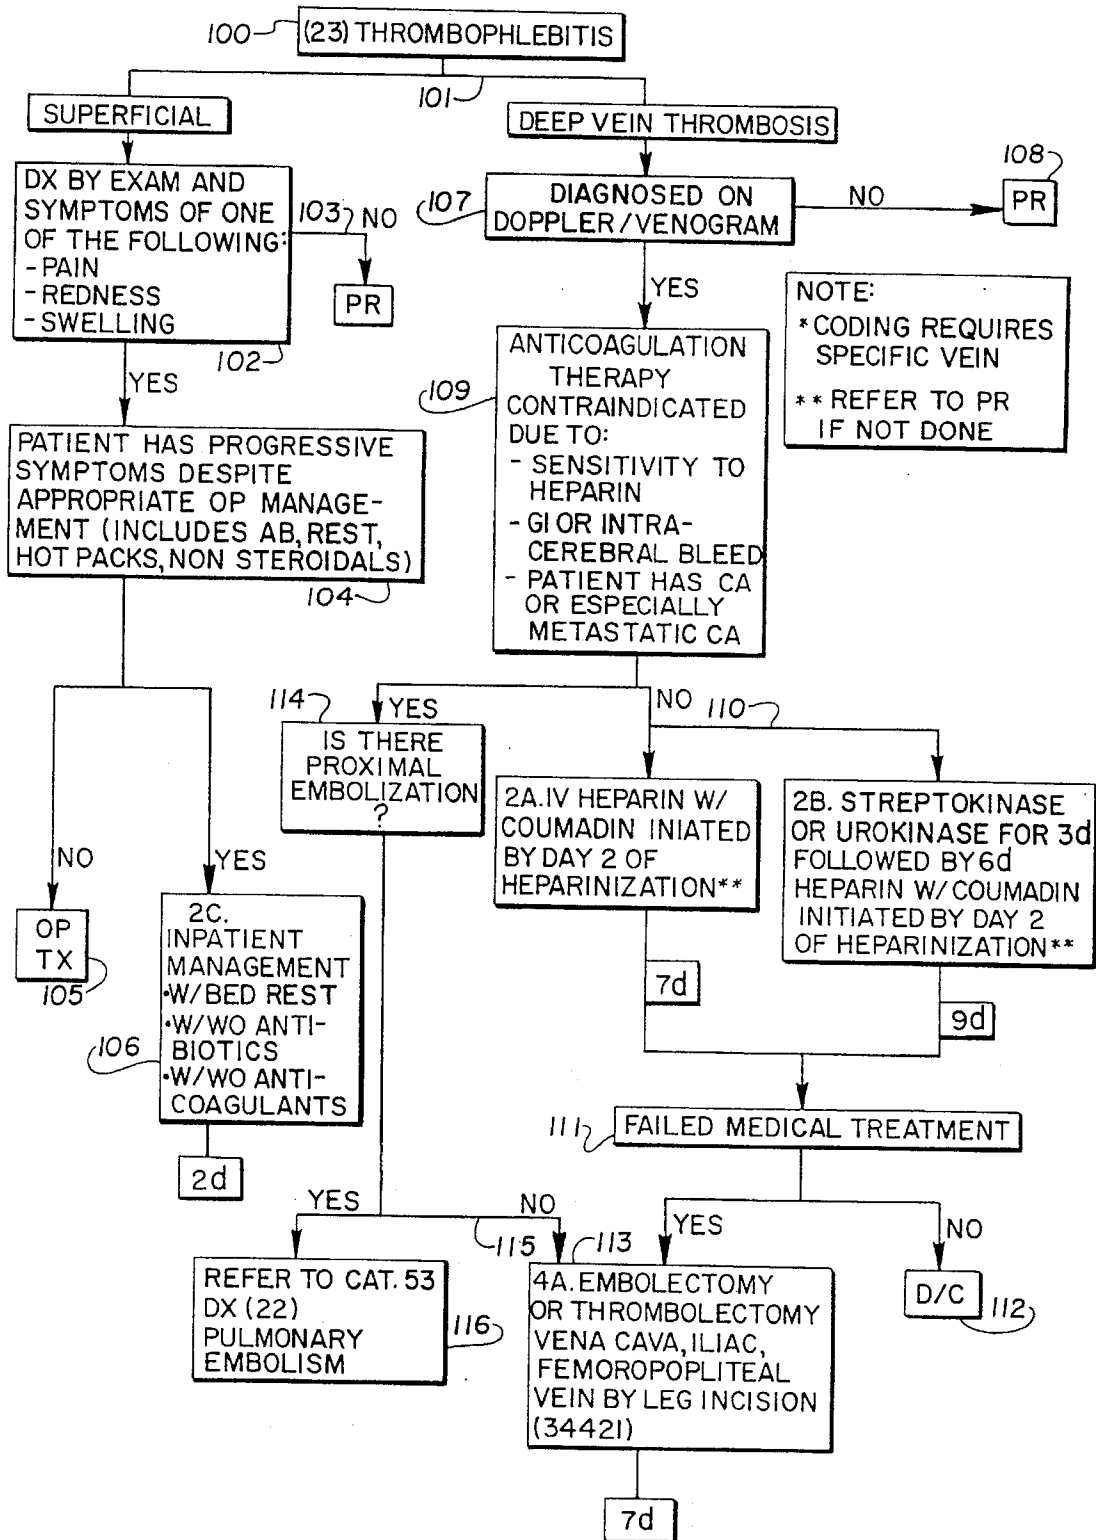 100
(23) THROMBOPHLEBITIS
101
SUPERFICIAL
DEEP VEIN THROMBOSIS
DX BY EXAM AND
SYMPTOMS OF ONE
OF THE FOLLOWING:
-PAIN
-REDNESS
-SWELLING
102
103
NO
PR
107
DIAGNOSED ON
DOPPLER/VENOGRAM
NO
108
PR
YES
YES
NOTE:
*CODING REQUIRES
SPECIFIC VEIN
**REFER TO PR
IF NOT DONE
109
ANTICOAGULATION
THERAPY
CONTRAINDICATED
DUE TO:
- SENSITIVITY TO
HEPARIN
-GI OR INTRA-
CEREBRAL BLEED
- PATIENT HAS CA
OR ESPECIALLY
METASTATIC CA
PATIENT HAS PROGRESSIVE
SYMPTOMS DESPITE
APPROPRIATE OP MANAGE-
MENT (INCLUDES AB, REST,
HOT PACKS, NON STEROIDALS)
104
114
YES
NO
110
IS THERE
PROXIMAL
EMBOLIZATION
?
2A. IV HEPARIN W/
COUMADIN INIATED
BY DAY 2 OF
HEPARINIZATION**
2B. STREPTOKINASE
OR UROKINASE FOR 3d
FOLLOWED BY 6d
HEPARIN W/COUMADIN
INITIATED BY DAY 2
OF HEPARINIZATION**
NO
YES
OP
TX
105
2C.
INPATIENT
MANAGEMENT
•W/BED REST
•W/WO ANTI-
BIOTICS
•W/WO ANTI-
COAGULANTS
106
2d
7d
9d
111
FAILED MEDICAL TREATMENT
YES
NO
115
113
YES
NO
REFER TO CAT. 53
DX (22)
PULMONARY
EMBOLISM
116
4A. EMBOLECTOMY
OR THROMBOLECTOMY
VENA CAVA, ILIAC,
FEMOROPOPLITEAL
VEIN BY LEG INCISION
(34421)
D/C
112
7d